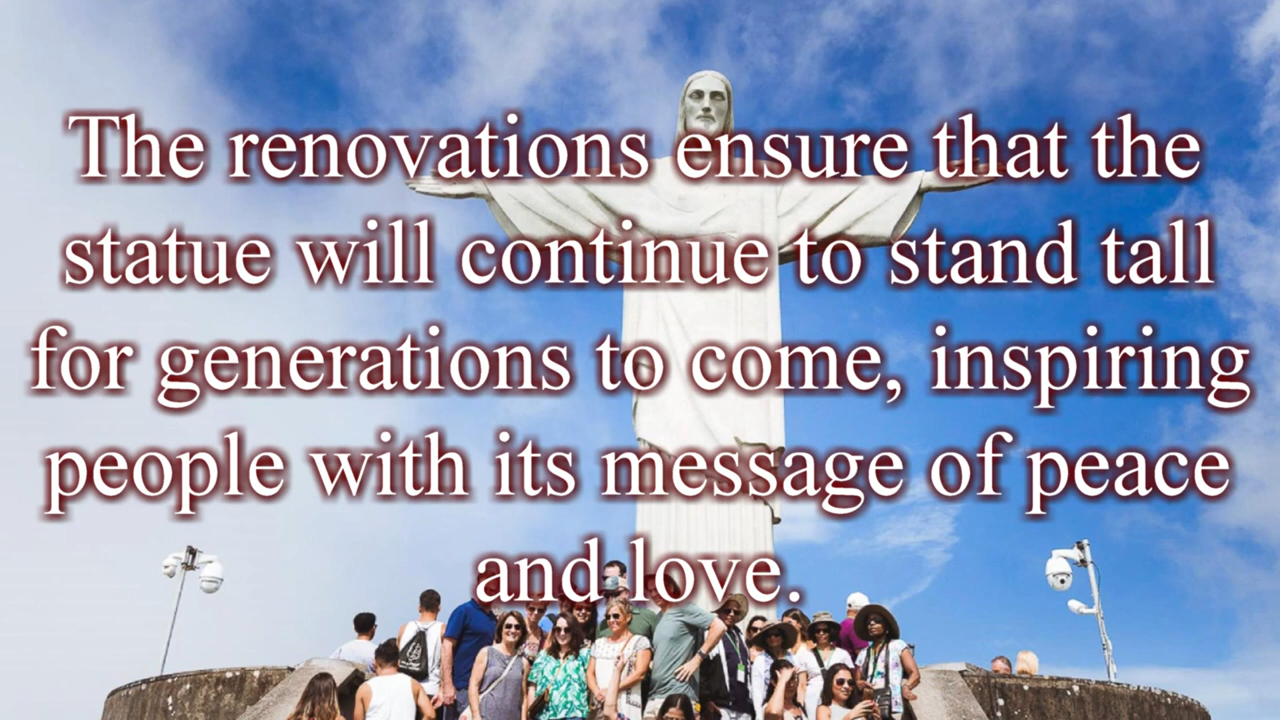 The renovations ensure that the
statue will continue to stand tall
for generations to come, inspiring
people with its message of peace
and love.